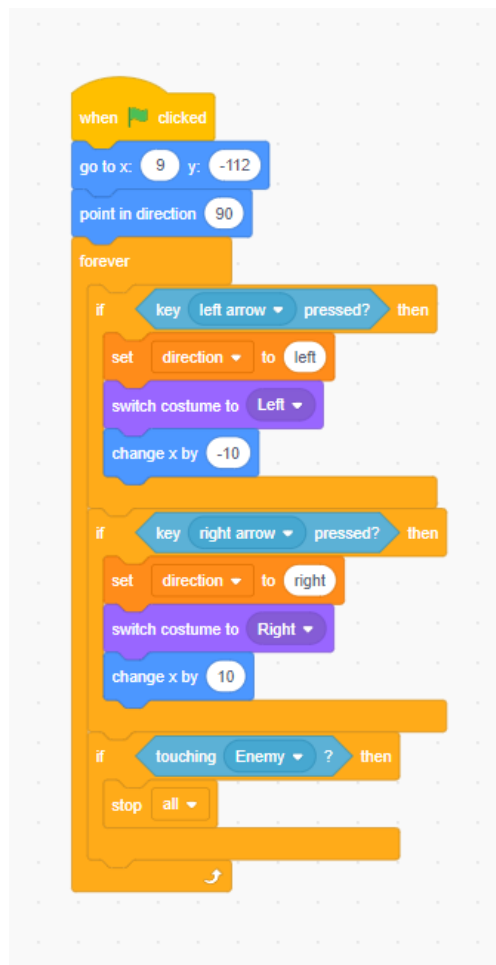 when clicked
go to x: 9 y: -112
point in direction 90
forever
if key left arrow pressed? then
set direction to left
switch costume to Left
change x by -10
if key right arrow pressed? then
set direction to right
switch costume to Right
change x by 10
if touching Enemy ? then
stop all